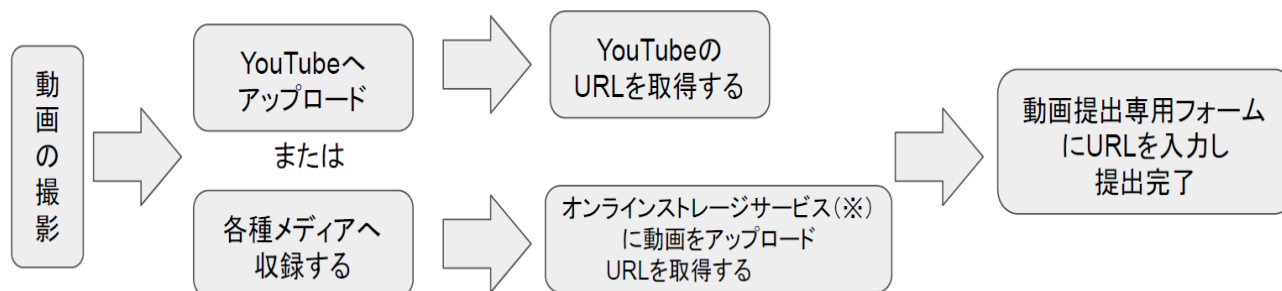 動画の撮影
YouTubeへ
アップロード
または
各種メディアへ
収録する
YouTubeの
URLを取得する
オンラインストレージサービス(※)
に動画をアップロード
URLを取得する
動画提出専用フォーム
にURLを入力し
提出完了